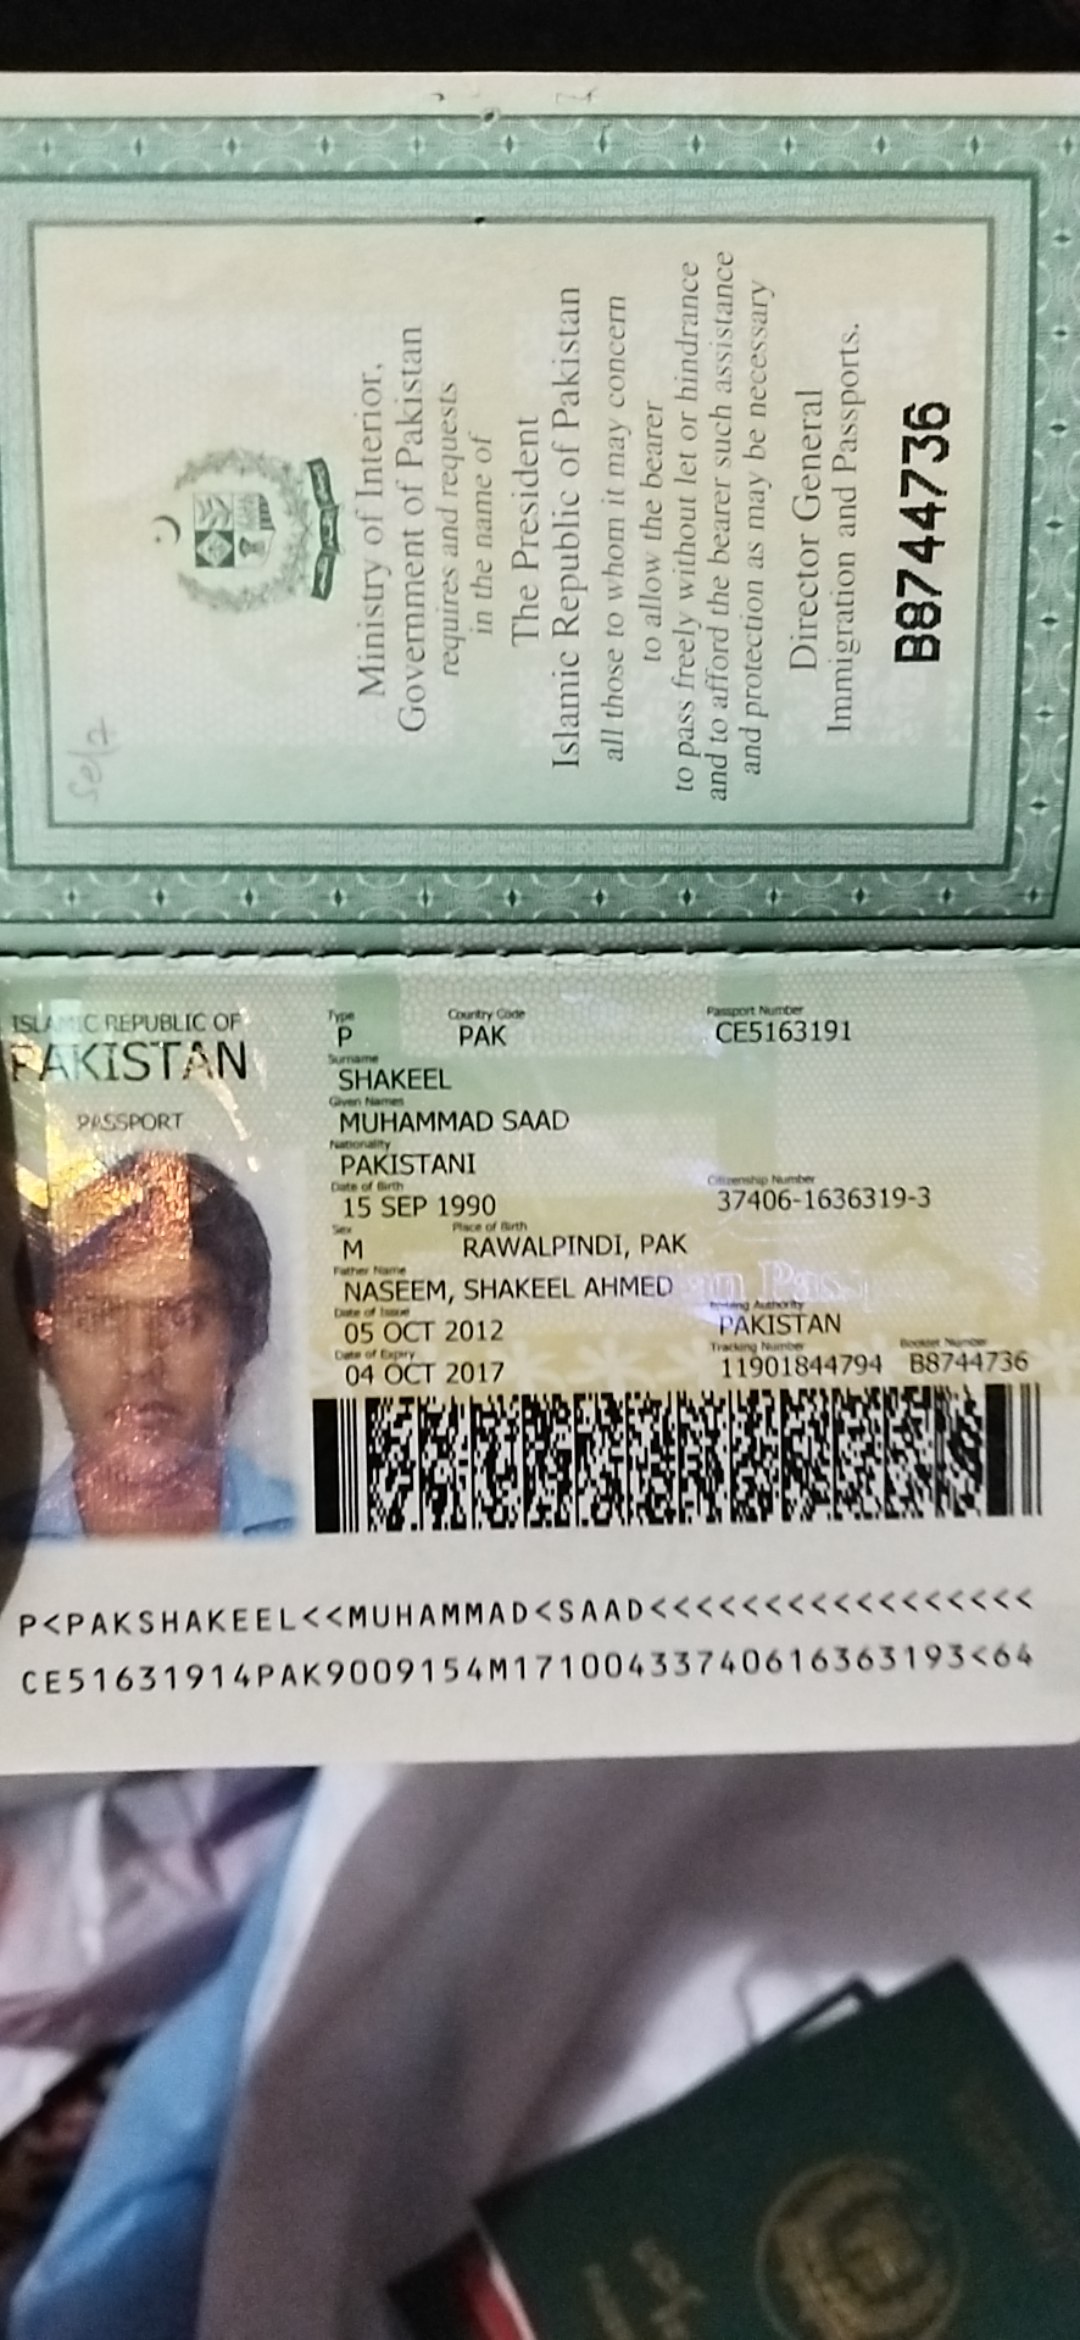 Ministry of Interior,
Government of Pakistan
requires and requests
in the name of
The President
Islamic Republic of Pakistan
all those to whom it may concern
to allow the bearer
to pass freely without let or hindrance
and to afford the bearer such assistance
and protection as may be necessary
Director General
Immigration and Passports.
B8744736
ISLAMIC REPUBLIC OF
PAKISTAN
PASSPORT
Type Country Code Passport Number
P PAK CE5163191
Surname
SHAKEEL
Given Names
MUHAMMAD SAAD
Nationality
PAKISTANI
Date of Birth Citizenship Number
15 SEP 1990 37406-1636319-3
Sex Place of Birth
M RAWALPINDI, PAK
Father Name
NASEEM, SHAKEEL AHMED
Date of Issue Issuing Authority
05 OCT 2012 PAKISTAN
Date of Expiry Tracking Number Booklet Number
04 OCT 2017 11901844794 B8744736
P<PAKSHAKEEL<<MUHAMMAD<SAAD<<<<<<<<<<<<<<<<<
CE51631914PAK9009154M17100433740616363193<64